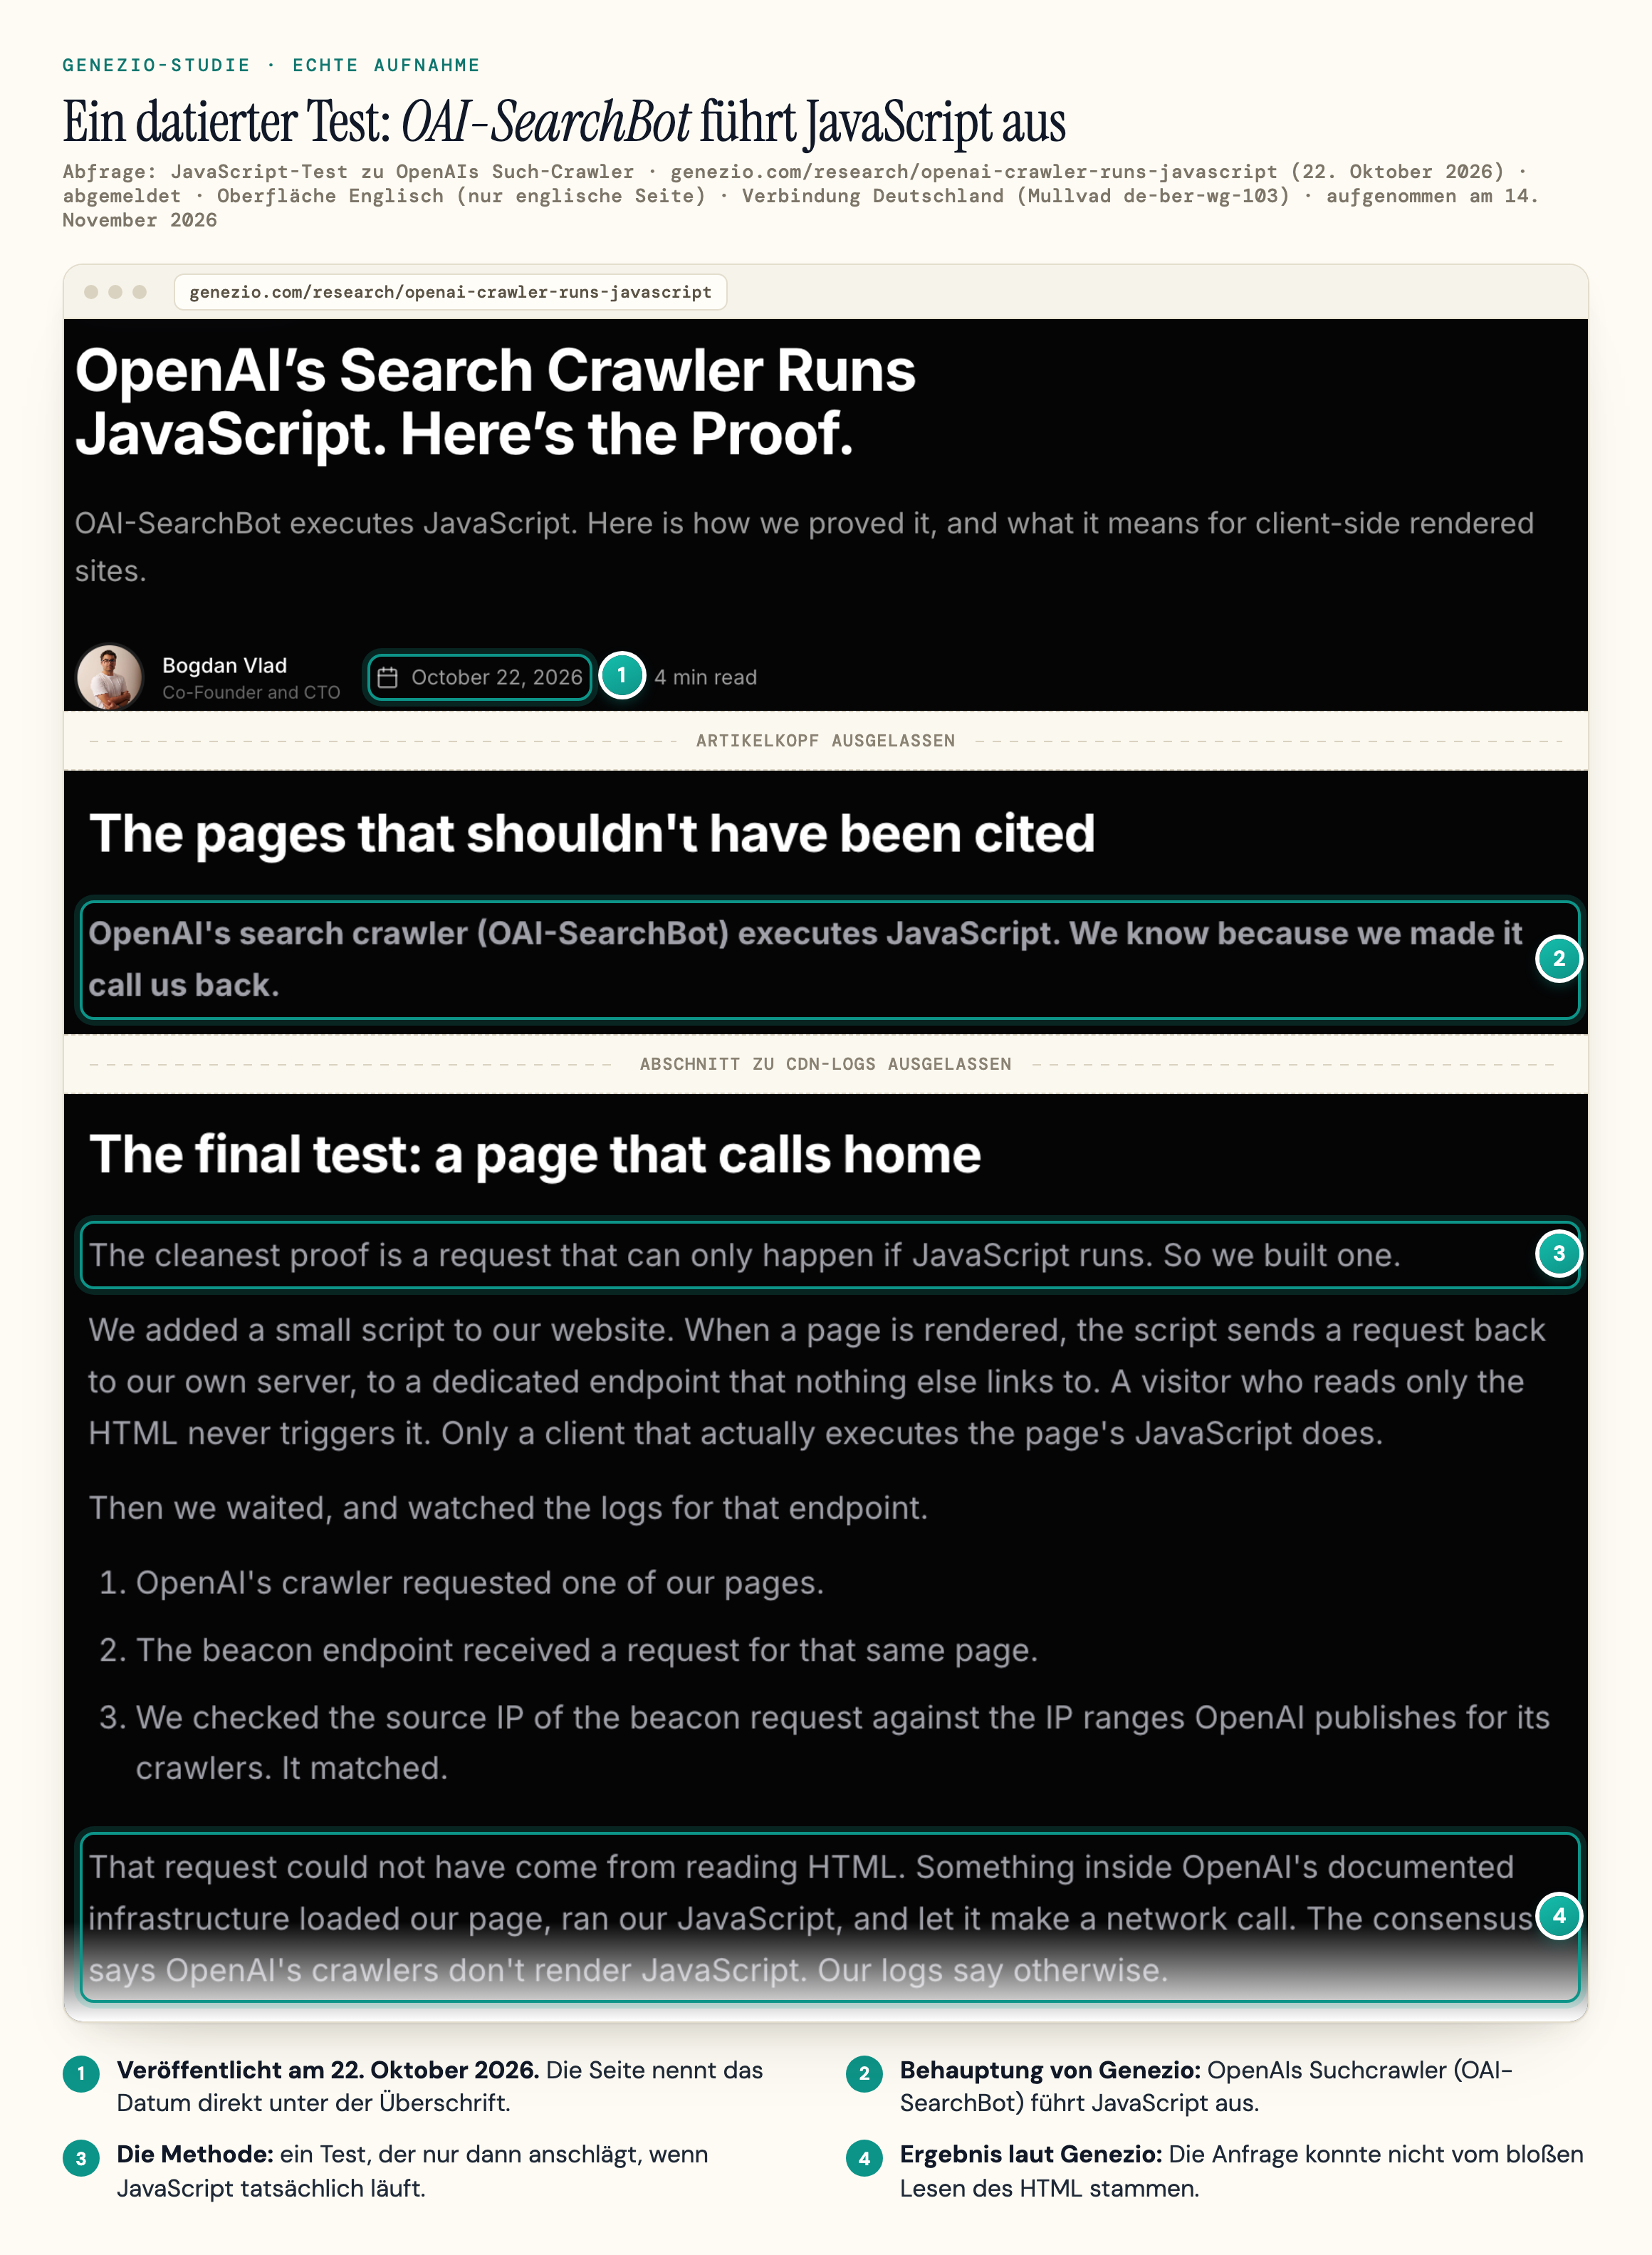 GENEZIO-STUDIE · ECHTE AUFNAHME
Ein datierter Test: OAI-SearchBot führt JavaScript aus
Abfrage: JavaScript-Test zu OpenAIs Such-Crawler · genezio.com/research/openai-crawler-runs-javascript (22. Oktober 2026) ·
abgemeldet · Oberfläche Englisch (nur englische Seite) · Verbindung Deutschland (Mullvad de-ber-wg-103) · aufgenommen am 14.
November 2026
genezio.com/research/openai-crawler-runs-javascript
OpenAI’s Search Crawler Runs
JavaScript. Here’s the Proof.
OAI-SearchBot executes JavaScript. Here is how we proved it, and what it means for client-side rendered
sites.
Bogdan Vlad
Co-Founder and CTO
October 22, 2026
1
4 min read
ARTIKELKOPF AUSGELASSEN
The pages that shouldn't have been cited
OpenAI's search crawler (OAI-SearchBot) executes JavaScript. We know because we made it
call us back.
2
ABSCHNITT ZU CDN-LOGS AUSGELASSEN
The final test: a page that calls home
The cleanest proof is a request that can only happen if JavaScript runs. So we built one.
3
We added a small script to our website. When a page is rendered, the script sends a request back
to our own server, to a dedicated endpoint that nothing else links to. A visitor who reads only the
HTML never triggers it. Only a client that actually executes the page's JavaScript does.
Then we waited, and watched the logs for that endpoint.
1. OpenAI's crawler requested one of our pages.
2. The beacon endpoint received a request for that same page.
3. We checked the source IP of the beacon request against the IP ranges OpenAI publishes for its
crawlers. It matched.
That request could not have come from reading HTML. Something inside OpenAI's documented
infrastructure loaded our page, ran our JavaScript, and let it make a network call. The consensus
says OpenAI's crawlers don't render JavaScript. Our logs say otherwise.
4
1 Veröffentlicht am 22. Oktober 2026. Die Seite nennt das
Datum direkt unter der Überschrift.
2 Behauptung von Genezio: OpenAIs Suchcrawler (OAI-
SearchBot) führt JavaScript aus.
3 Die Methode: ein Test, der nur dann anschlägt, wenn
JavaScript tatsächlich läuft.
4 Ergebnis laut Genezio: Die Anfrage konnte nicht vom bloßen
Lesen des HTML stammen.